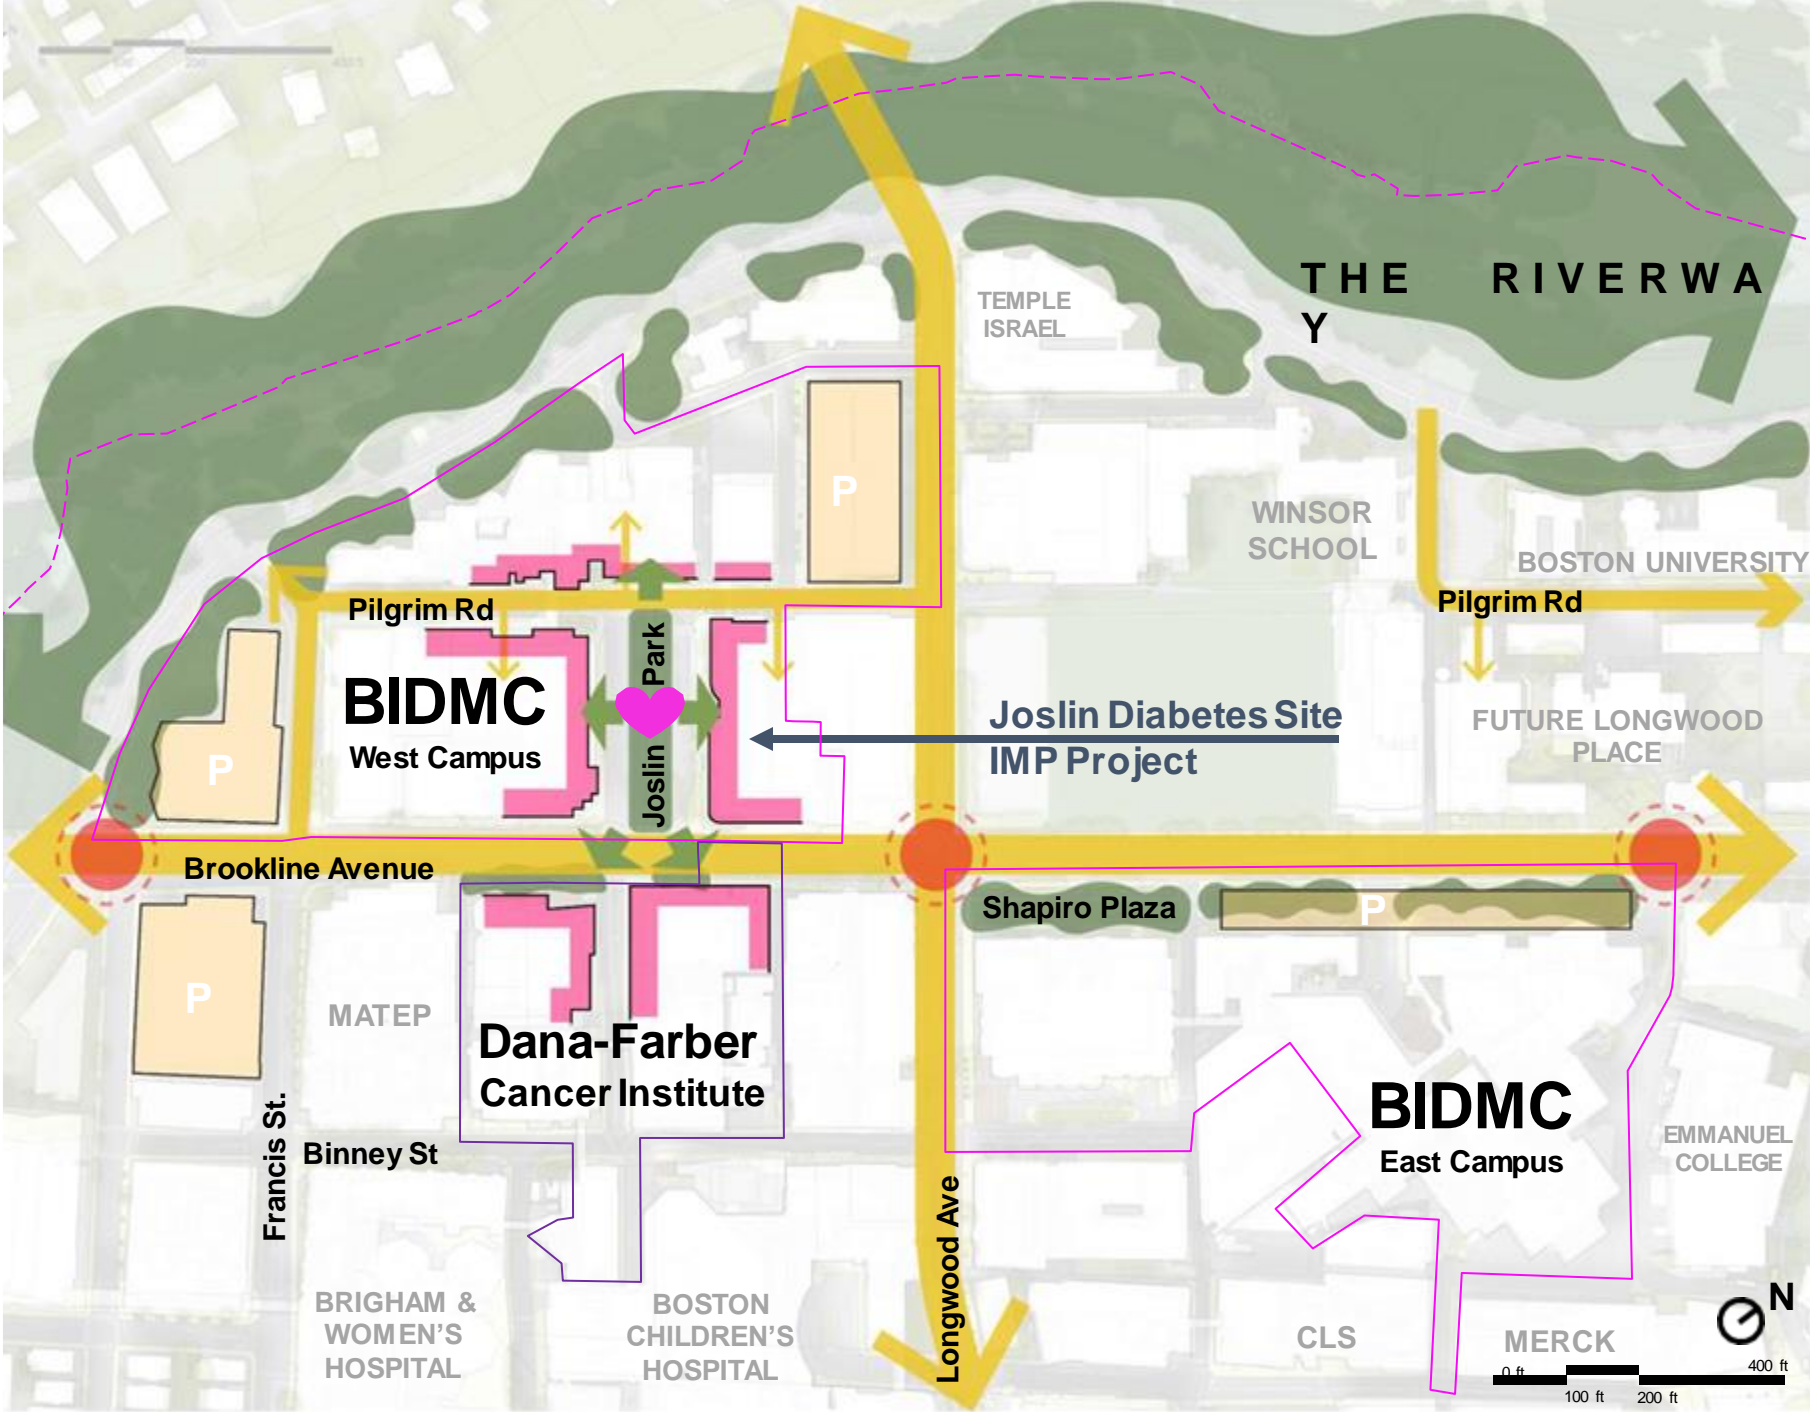 THE RIVERWA
Y
TEMPLE
ISRAEL
P
WINSOR
SCHOOL
BOSTON UNIVERSITY
Pilgrim Rd
Pilgrim Rd
Joslin Park
BIDMC
West Campus
P
Joslin Diabetes Site
IMP Project
FUTURE LONGWOOD
PLACE
Brookline Avenue
Shapiro Plaza
P
P
MATEP
Dana-Farber
Cancer Institute
BIDMC
East Campus
Francis St.
Binney St
EMMANUEL
COLLEGE
Longwood Ave
BRIGHAM &
WOMEN'S
HOSPITAL
BOSTON
CHILDREN'S
HOSPITAL
CLS
MERCK
N
0 ft
400 ft
100 ft
200 ft